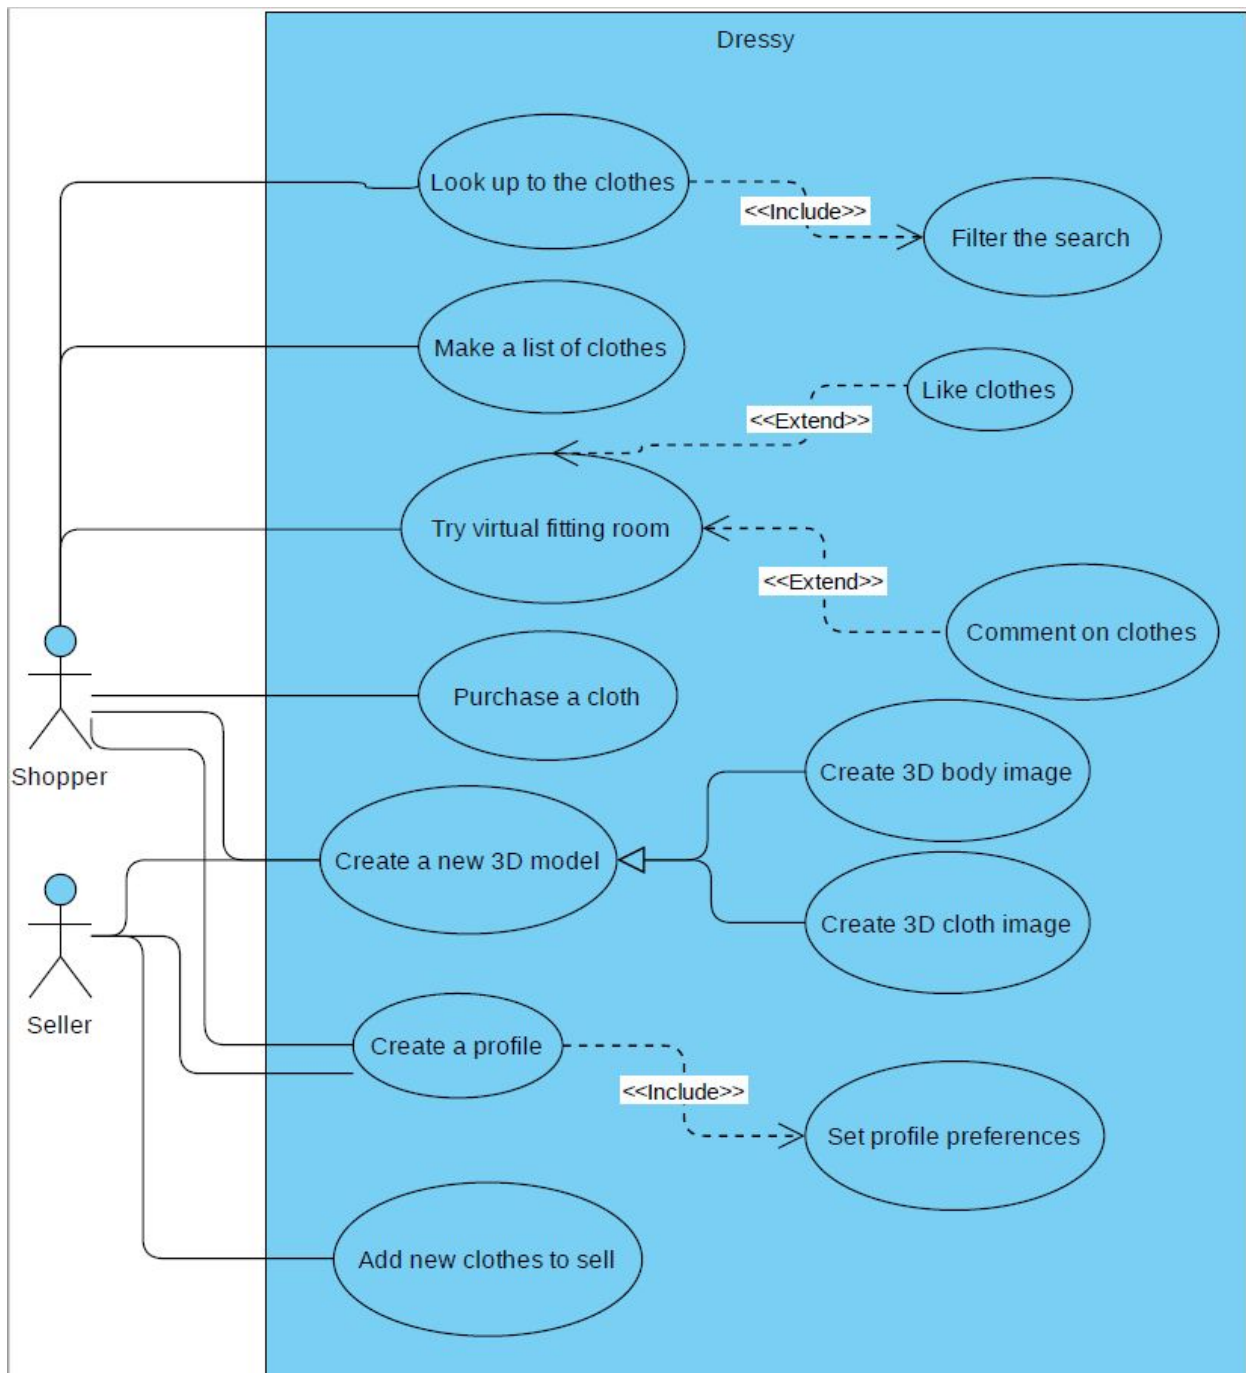 Dressy
Look up to the clothes
<<Include>>
Filter the search
Make a list of clothes
Like clothes
<<Extend>>
Try virtual fitting room
<<Extend>>
Comment on clothes
Purchase a cloth
Shopper
Create 3D body image
Create a new 3D model
Create 3D cloth image
Seller
Create a profile
<<Include>>
Set profile preferences
Add new clothes to sell